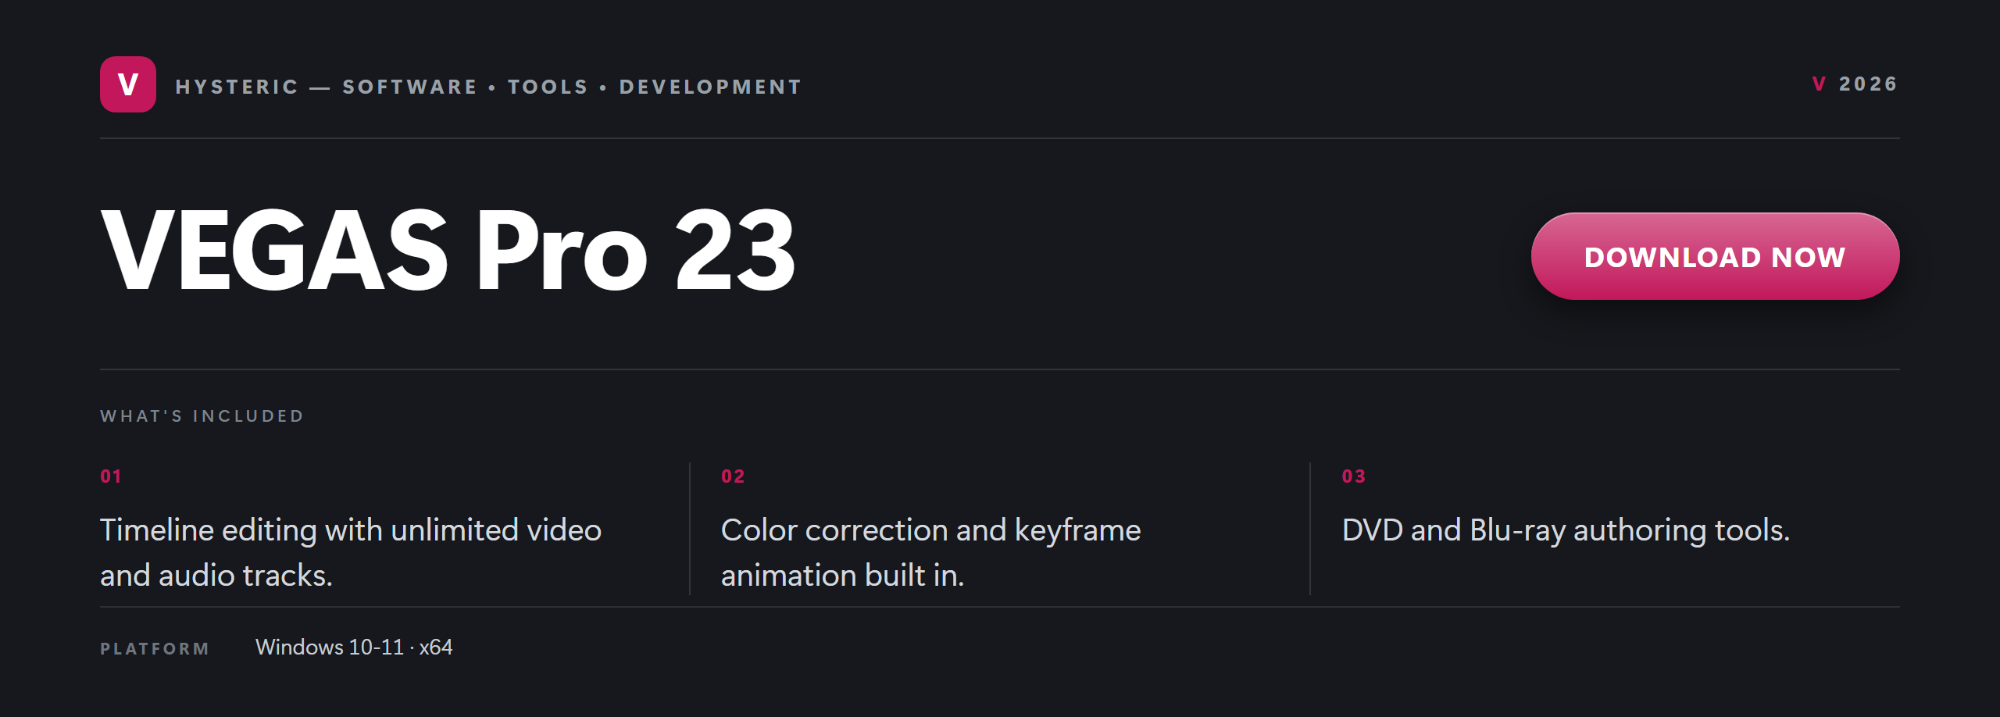 V HYSTERIC — SOFTWARE • TOOLS • DEVELOPMENT
V 2026
VEGAS Pro 23
DOWNLOAD NOW
WHAT'S INCLUDED
01
Timeline editing with unlimited video
and audio tracks.
02
Color correction and keyframe
animation built in.
03
DVD and Blu-ray authoring tools.
PLATFORM Windows 10-11 · x64